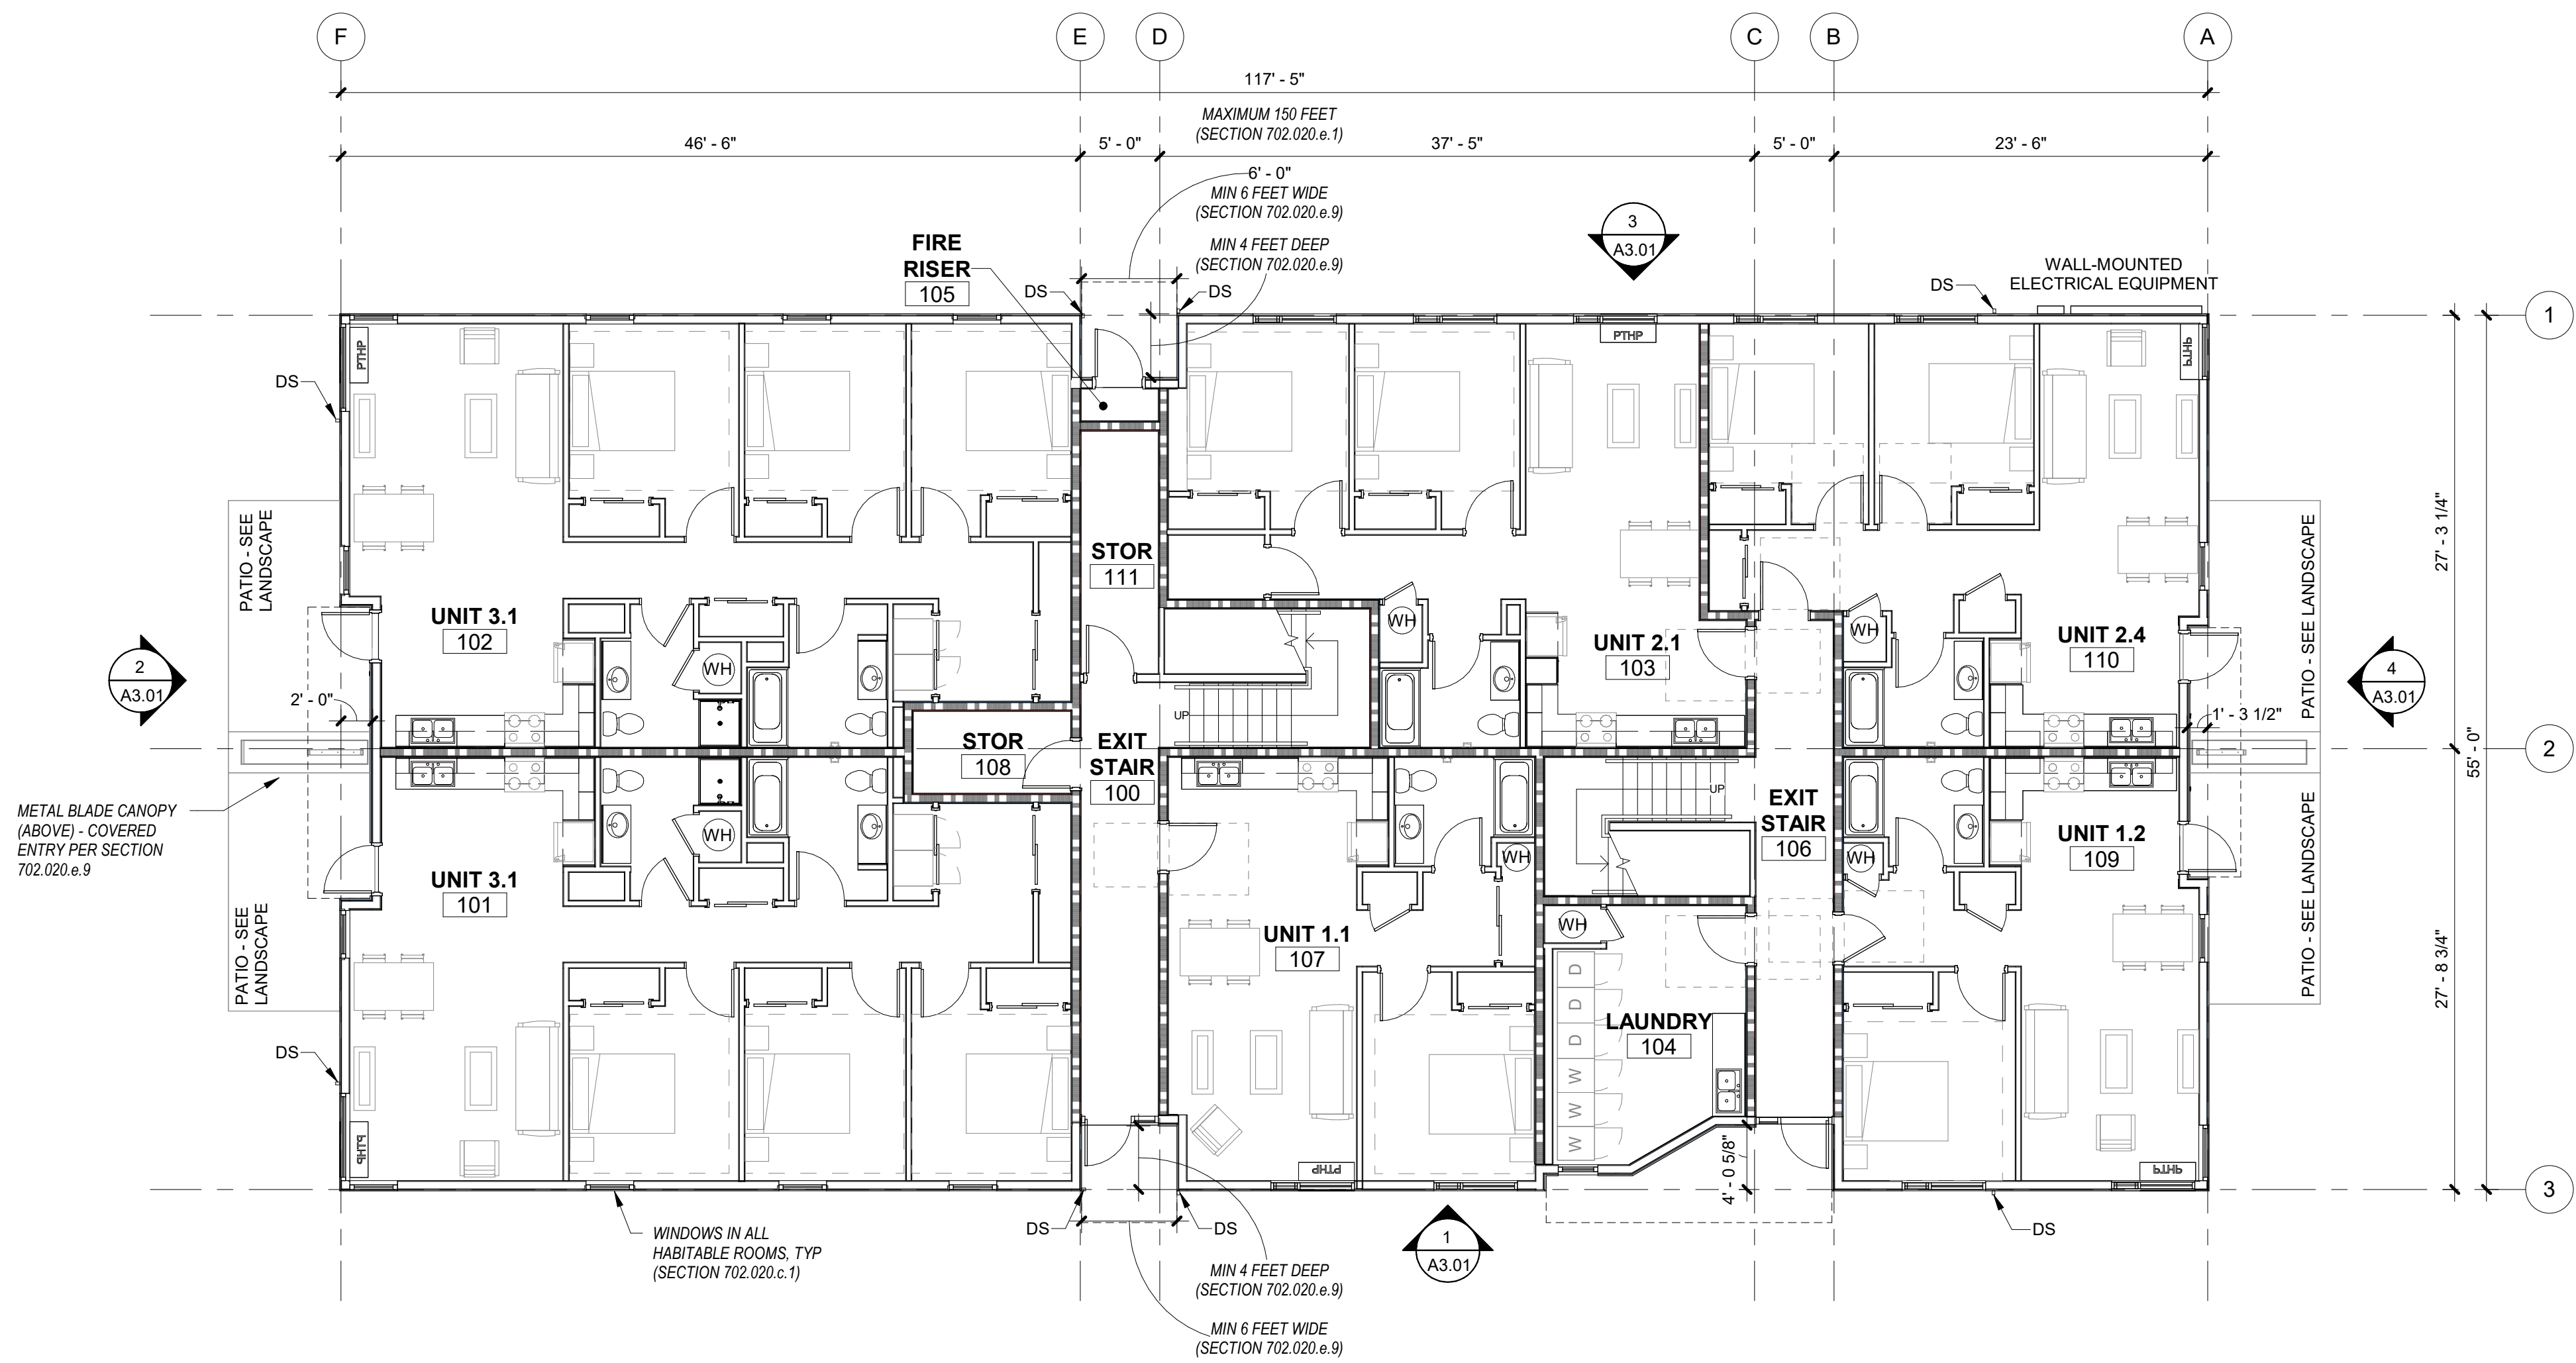 F
E
D
C
B
A
117' - 5"
MAXIMUM 150 FEET
(SECTION 702.020.e.1)
46' - 6"
5' - 0"
37' - 5"
5' - 0"
23' - 6"
6' - 0"
MIN 6 FEET WIDE
(SECTION 702.020.e.9)
MIN 4 FEET DEEP
(SECTION 702.020.e.9)
3
A3.01
FIRE
RISER
105
DS
DS
DS
WALL-MOUNTED
ELECTRICAL EQUIPMENT
1
PTHP
PTHP
PTHP
DS
27' - 3 1/4"
PATIO - SEE
LANDSCAPE
PATIO - SEE LANDSCAPE
STOR
111
UNIT 3.1
102
WH
WH
UNIT 2.1
103
WH
UNIT 2.4
110
2
A3.01
4
A3.01
2' - 0"
UP
1' - 3 1/2"
STOR
108
EXIT
STAIR
100
2
55' - 0"
METAL BLADE CANOPY
(ABOVE) - COVERED
ENTRY PER SECTION
702.020.e.9
UP
EXIT
STAIR
106
WH
WH
WH
UNIT 1.2
109
UNIT 3.1
101
PATIO - SEE
LANDSCAPE
PATIO - SEE LANDSCAPE
UNIT 1.1
107
WH
D
D
D
W
W
W
LAUNDRY
104
27' - 8 3/4"
DS
PTHP
PTHP
PTHP
4' - 0 5/8"
3
DS
DS
DS
WINDOWS IN ALL
HABITABLE ROOMS, TYP
(SECTION 702.020.c.1)
1
A3.01
MIN 4 FEET DEEP
(SECTION 702.020.e.9)
MIN 6 FEET WIDE
(SECTION 702.020.e.9)